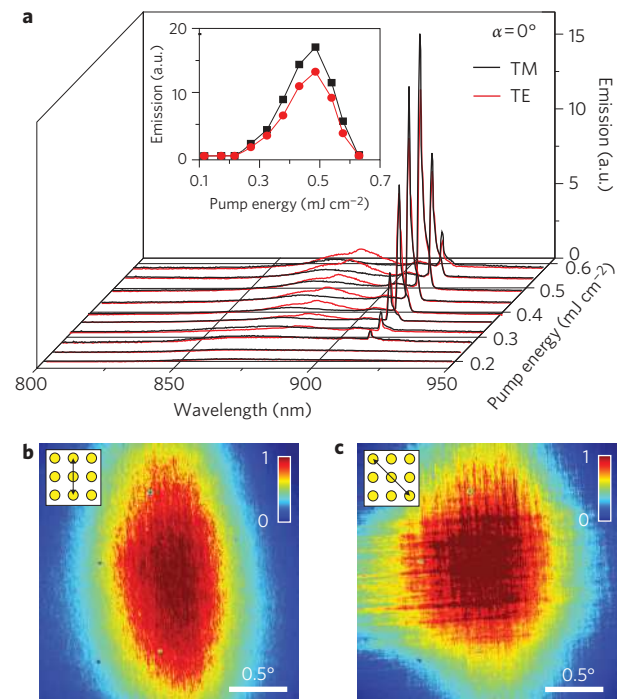 a
α=0°
TM
TE
Emission (a.u.)
20
10
0
0.1
0.3
0.5
0.7
Pump energy (mJ cm⁻²)
15
10
5
0
Emission (a.u.)
0.6
0.5
0.4
0.3
0.2
Pump energy (mJ cm⁻²)
800
850
900
950
Wavelength (nm)
b
1
0
0.5°
c
1
0
0.5°